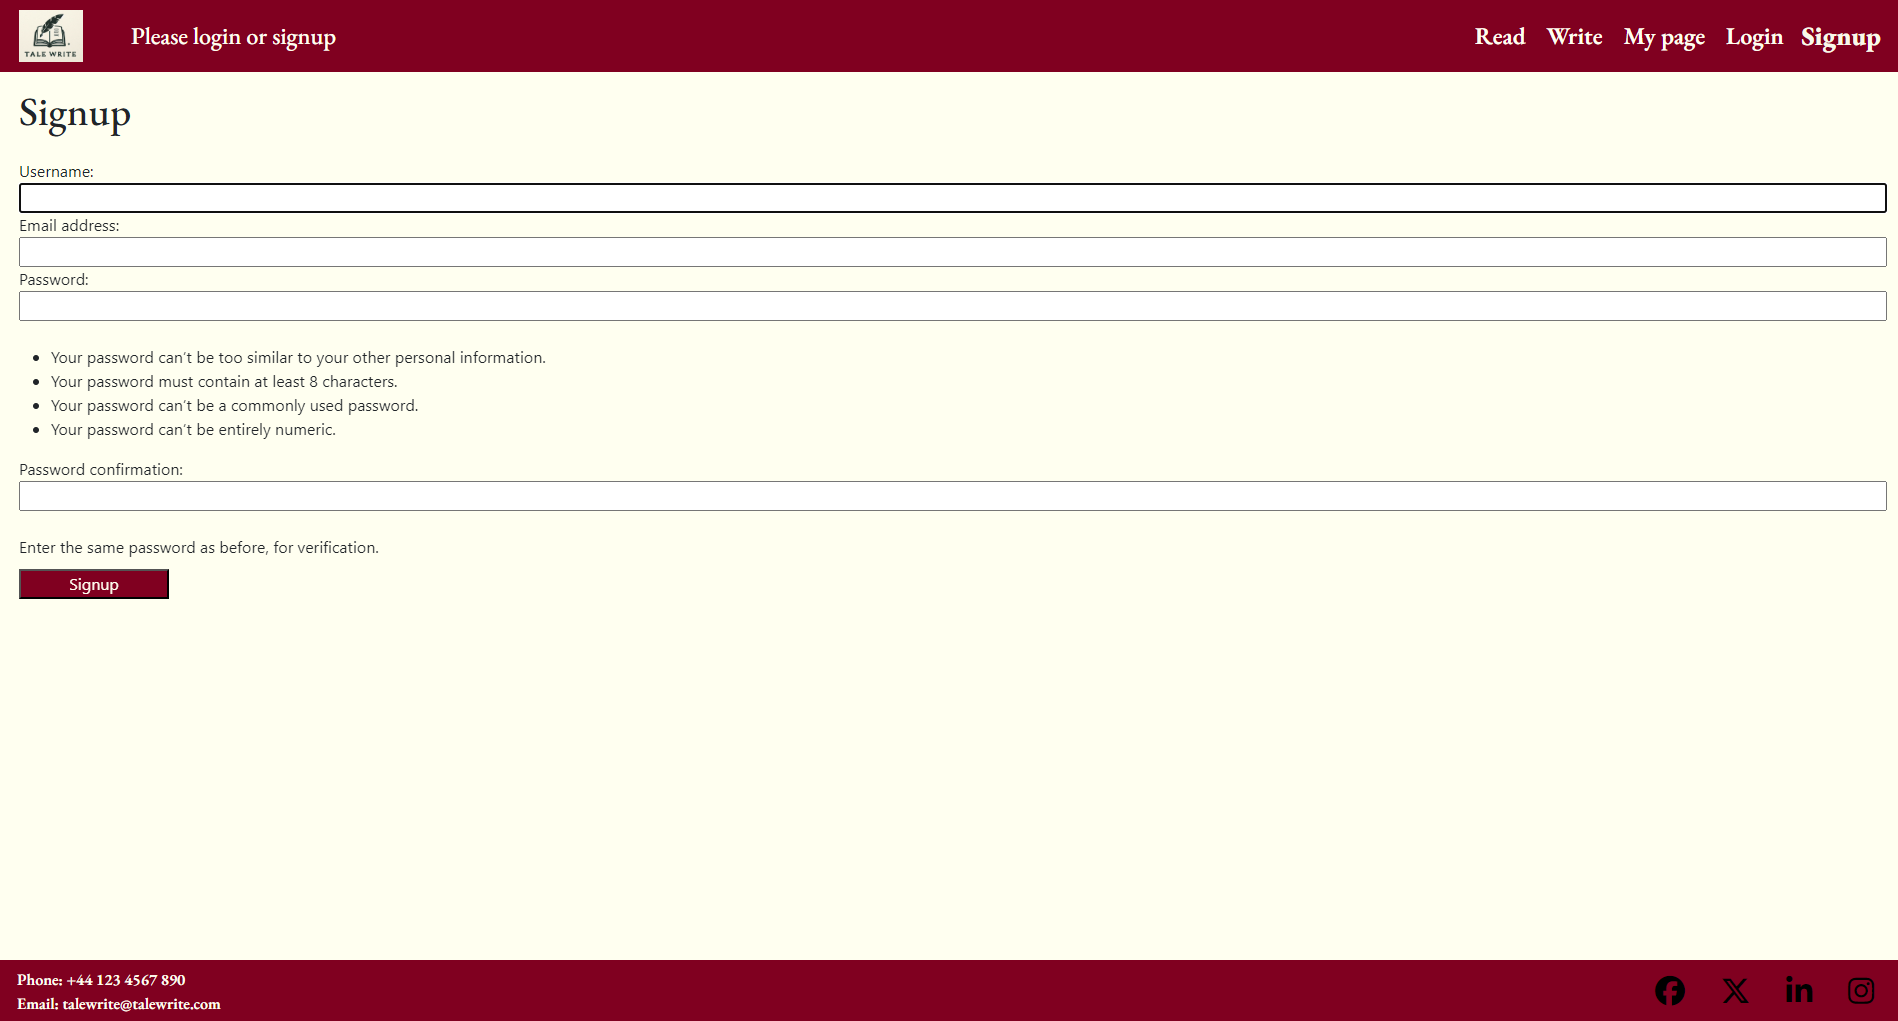 TALE WRITE
Please login or signup
Read Write My page Login Signup
Signup
Username:
Email address:
Password:
Your password can't be too similar to your other personal information.
Your password must contain at least 8 characters.
Your password can't be a commonly used password.
Your password can't be entirely numeric.
Password confirmation:
Enter the same password as before, for verification.
Signup
Phone: +44 123 4567 890
Email: talewrite@talewrite.com